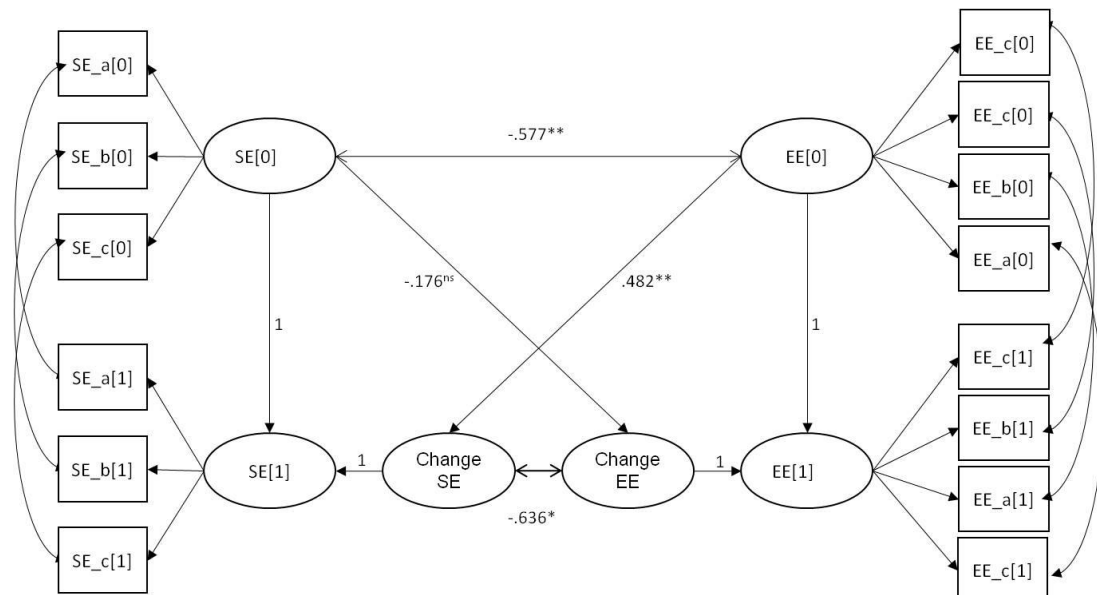 SE_a[0]
SE_b[0]
SE_c[0]
SE_a[1]
SE_b[1]
SE_c[1]
SE[0]
-.577**
EE[0]
-.176ns
.482**
1
1
SE[1]
1
Change
SE
-.636*
Change
EE
1
EE[1]
EE_c[0]
EE_c[0]
EE_b[0]
EE_a[0]
EE_c[1]
EE_b[1]
EE_a[1]
EE_c[1]